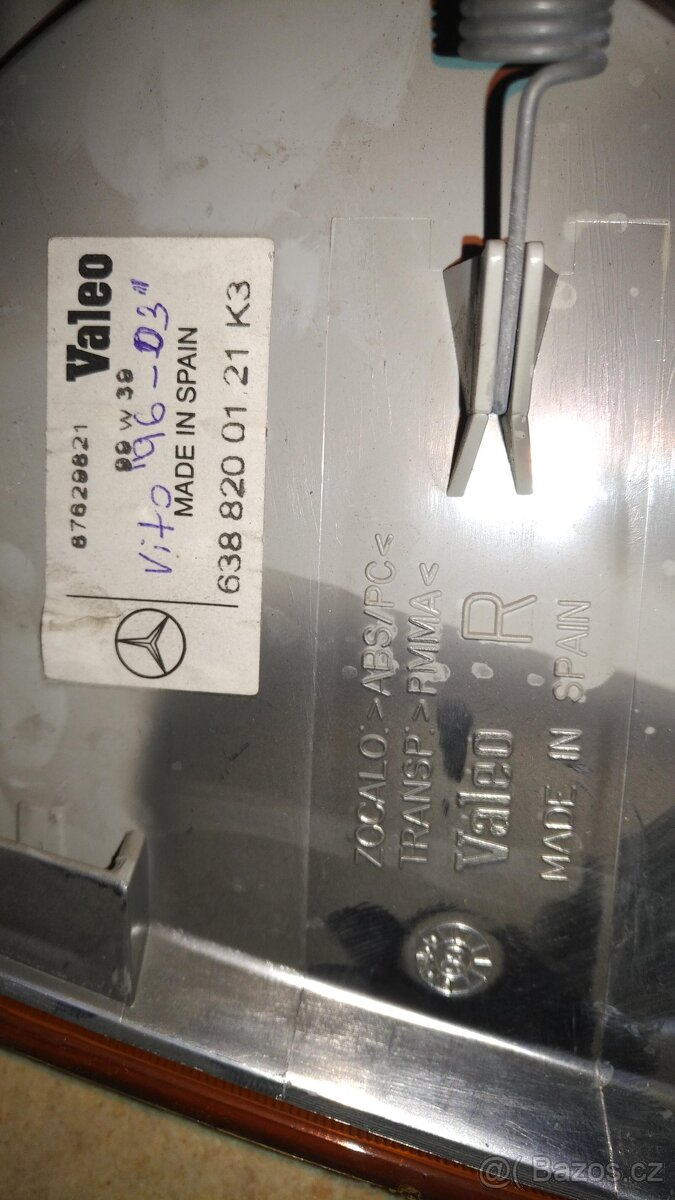 87629821
Valeo
99 W 39
Vito '96-03"
MADE IN SPAIN
638 820 01 21 K3
ZOCALO: >ABS/PC<
TRANSP: >PMMA<
Valeo R
MADE IN SPAIN
@( Bazos.cz